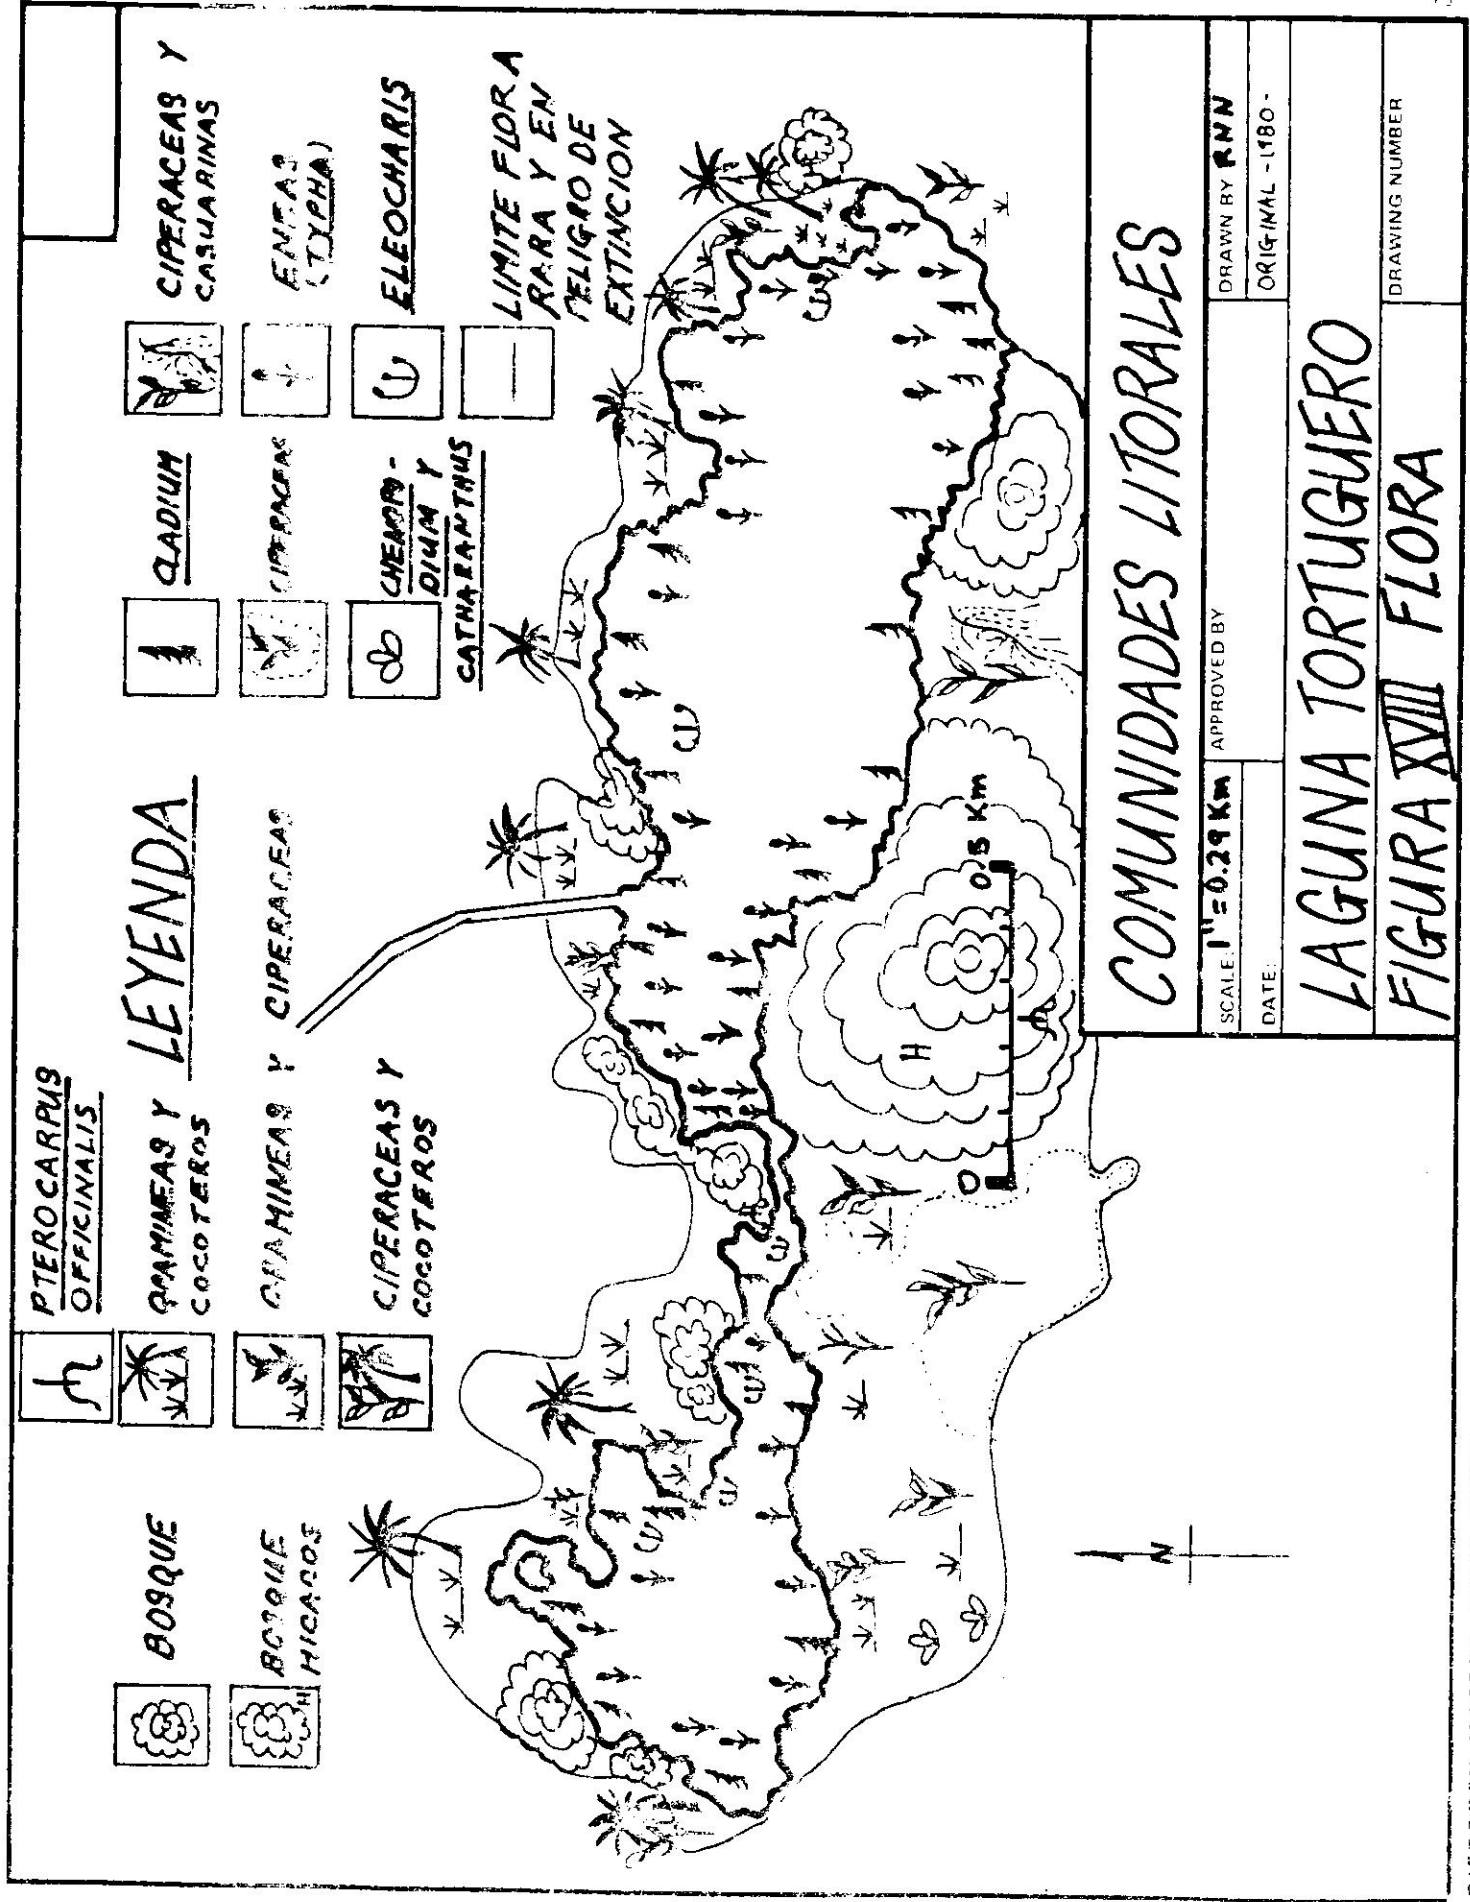 PTEROCARPUS
OFFICINALIS
LEYENDA
BOSQUE
GRAMINEAS Y
COCOTEROS
CLADIUM
CIPERACEAS Y
CASUARINAS
BOSQUE
HICACOS
H
GRAMINEAS Y CIPERACEAS
CIPERACEAS
ENEAS
(TYPHA)
CIPERACEAS Y
COCOTEROS
CHENOPO-
DIUM Y
CATHARANTHUS
ELEOCHARIS
LIMITE FLORA
RARA Y EN
PELIGRO DE
EXTINCION
H
H
H
0
0.5 Km
N
COMUNIDADES LITORALES
SCALE: 1" = 0.29 Km
APPROVED BY
DRAWN BY RNN
DATE:
ORIGINAL -1980-
LAGUNA TORTUGUERO
FIGURA XVIII FLORA
DRAWING NUMBER